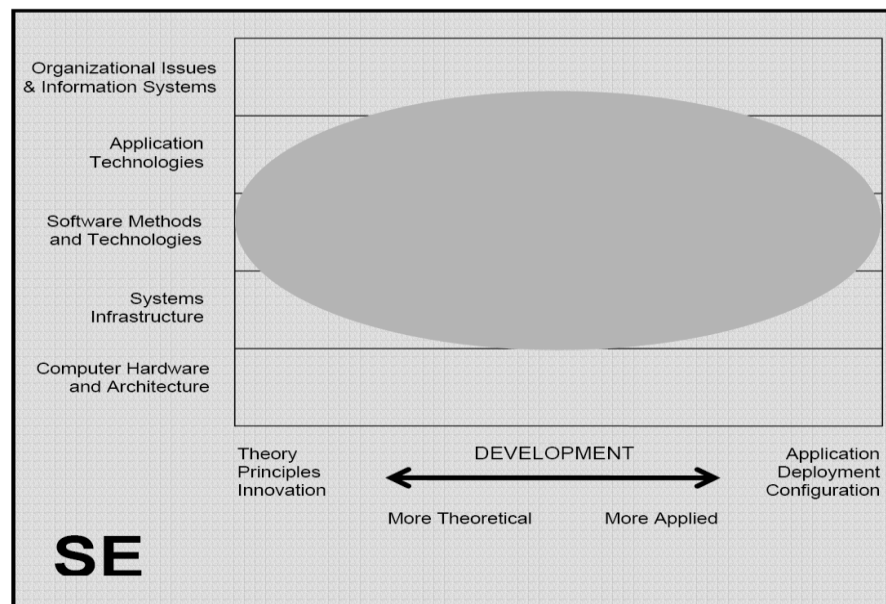 Organizational Issues
& Information Systems
Application
Technologies
Software Methods
and Technologies
Systems
Infrastructure
Computer Hardware
and Architecture
Theory
Principles
Innovation
DEVELOPMENT
Application
Deployment
Configuration
More Theoretical
More Applied
SE